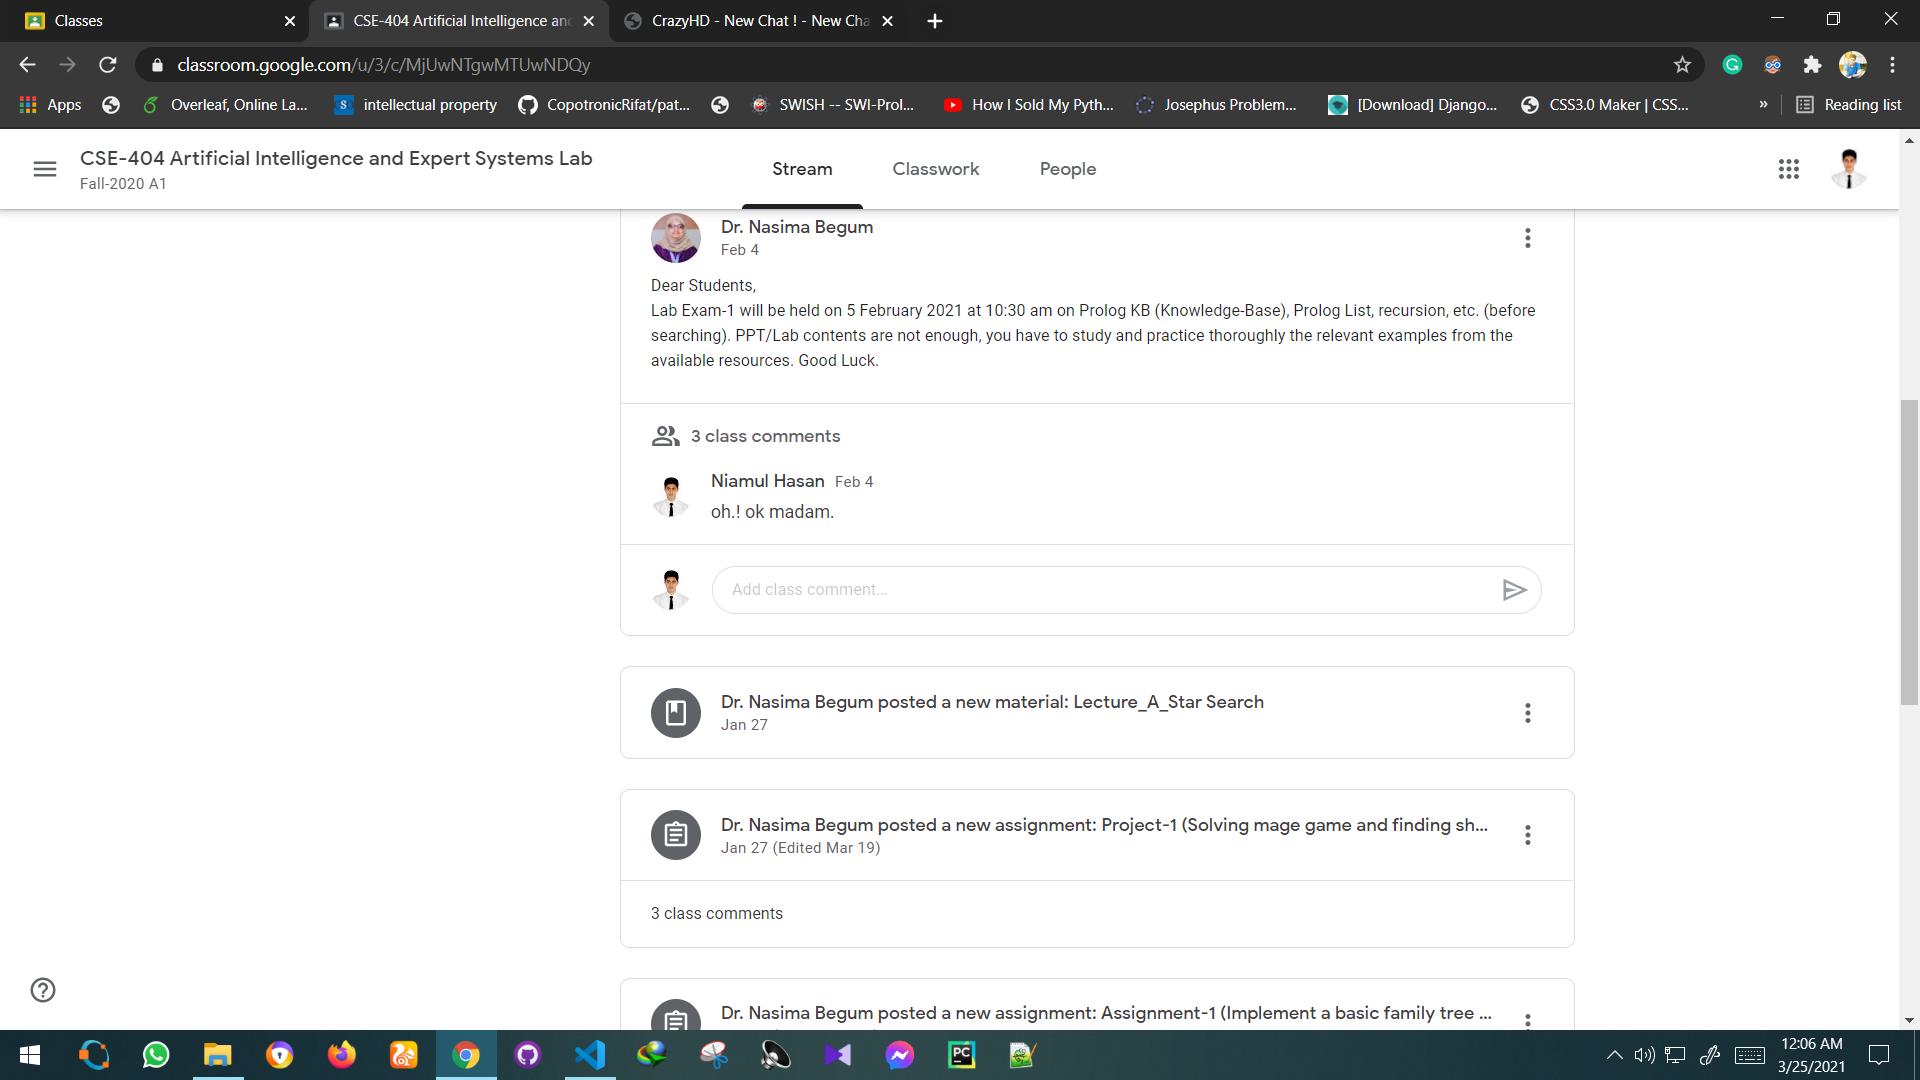 Classes
CSE-404 Artificial Intelligence an
CrazyHD - New Chat ! - New Cha
classroom.google.com/u/3/c/MjUwNTgwMTUwNDQy
Apps
Overleaf, Online La...
intellectual property
CopotronicRifat/pat...
SWISH -- SWI-Prol...
How I Sold My Pyth...
Josephus Problem...
[Download] Django...
CSS3.0 Maker | CSS...
»
Reading list
CSE-404 Artificial Intelligence and Expert Systems Lab
Fall-2020 A1
Stream
Classwork
People
Dr. Nasima Begum
Feb 4
Dear Students,
Lab Exam-1 will be held on 5 February 2021 at 10:30 am on Prolog KB (Knowledge-Base), Prolog List, recursion, etc. (before
searching). PPT/Lab contents are not enough, you have to study and practice thoroughly the relevant examples from the
available resources. Good Luck.
3 class comments
Niamul Hasan Feb 4
oh.! ok madam.
Add class comment...
Dr. Nasima Begum posted a new material: Lecture_A_Star Search
Jan 27
Dr. Nasima Begum posted a new assignment: Project-1 (Solving mage game and finding sh...
Jan 27 (Edited Mar 19)
3 class comments
Dr. Nasima Begum posted a new assignment: Assignment-1 (Implement a basic family tree ...
12:06 AM
3/25/2021